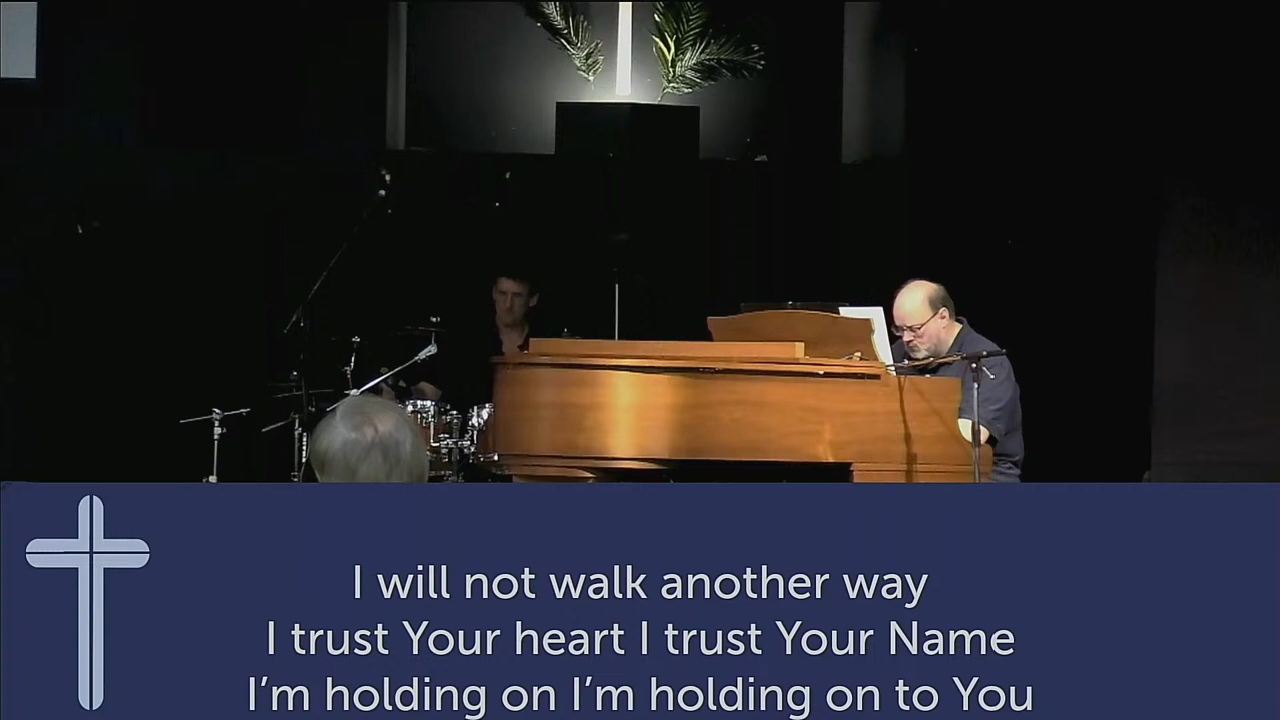 I will not walk another way
I trust Your heart I trust Your Name
I’m holding on I’m holding on to You